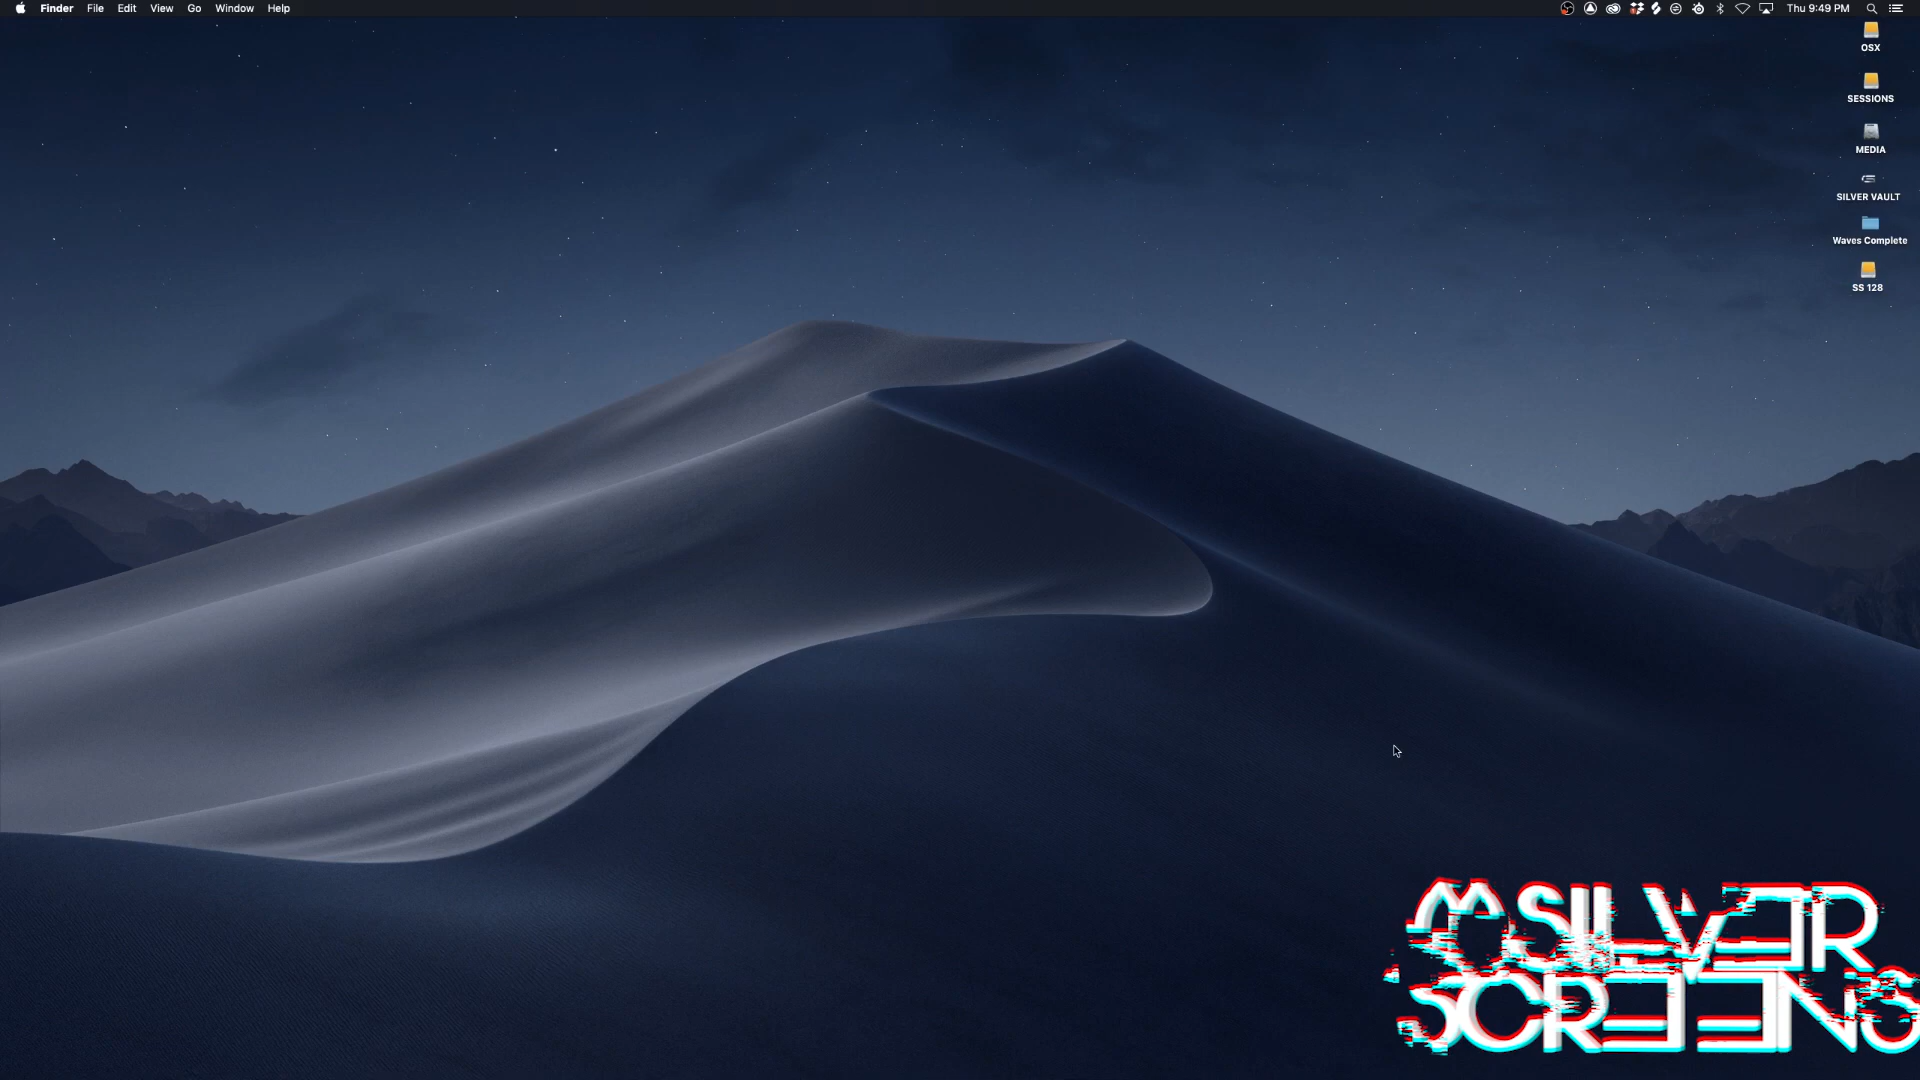 Finder File Edit View Go Window Help Thu 9:49 PM
OSX
SESSIONS
MEDIA
SILVER VAULT
Waves Complete
SS 128
SILVER
SCREENS